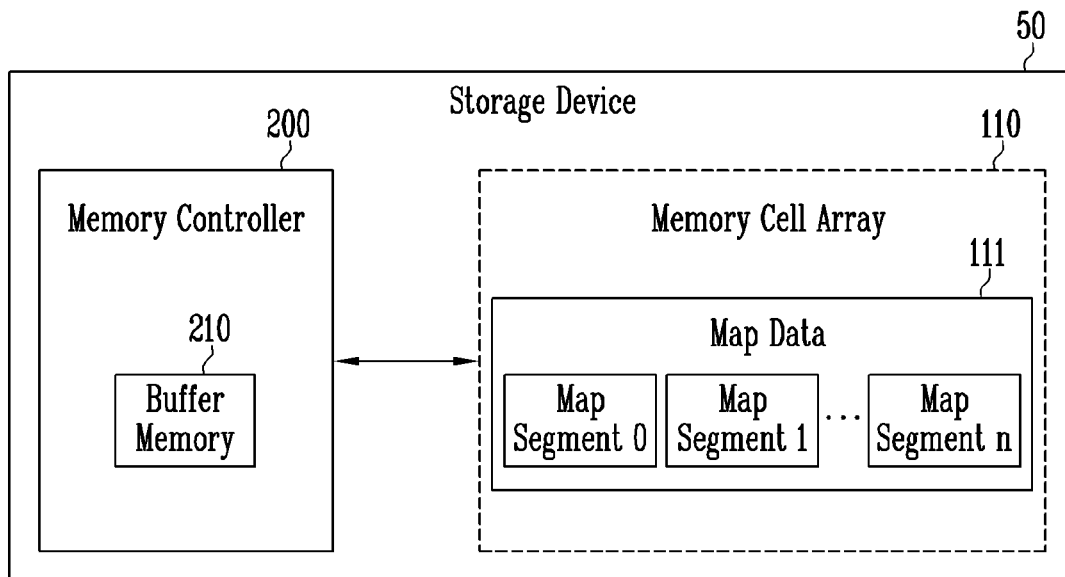 50
Storage Device
200
110
Memory Controller
Memory Cell Array
111
210
Map Data
Buffer
Memory
Map
Segment 0
Map
Segment 1
...
Map
Segment n